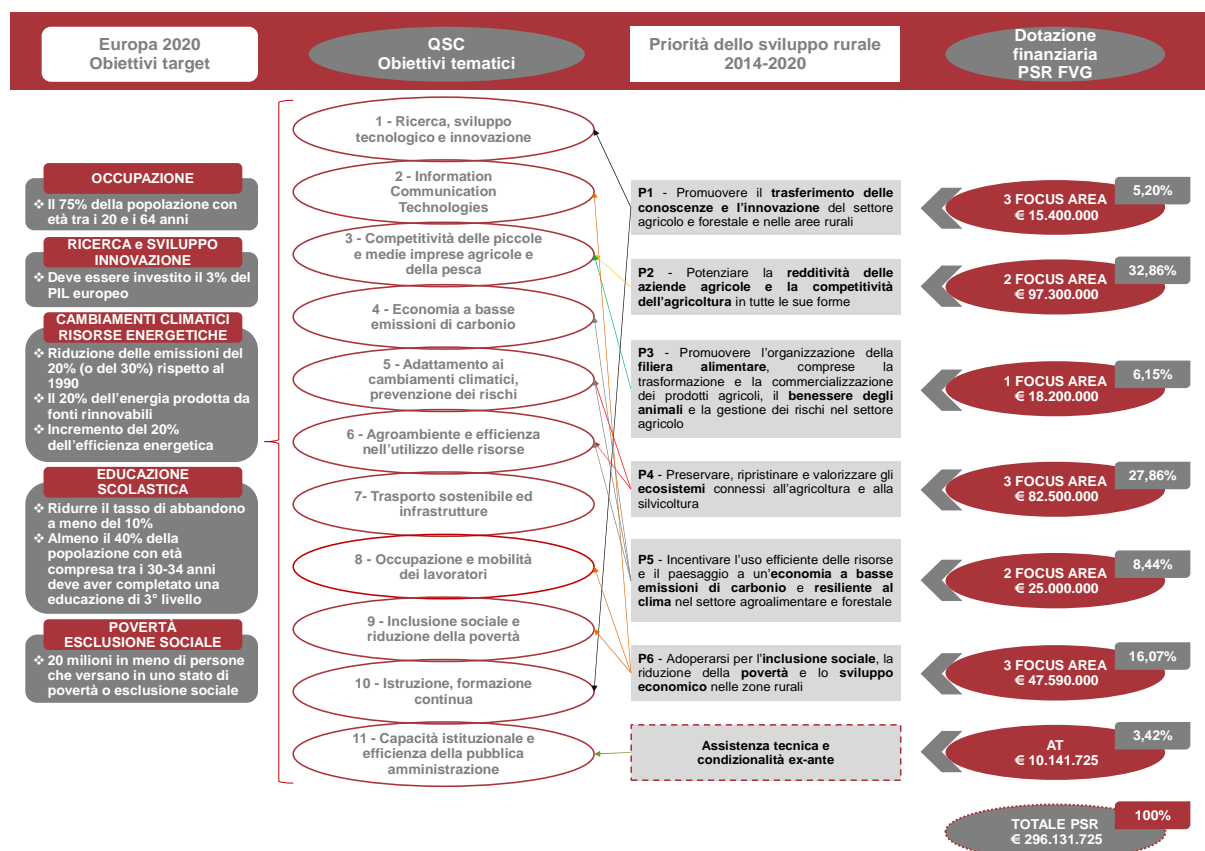 Europa 2020
Obiettivi target
QSC
Obiettivi tematici
Priorità dello sviluppo rurale
2014-2020
Dotazione
finanziaria
PSR FVG
OCCUPAZIONE
❖ Il 75% della popolazione con
età tra i 20 e i 64 anni
RICERCA e SVILUPPO
INNOVAZIONE
❖ Deve essere investito il 3% del
PIL europeo
CAMBIAMENTI CLIMATICI
RISORSE ENERGETICHE
❖ Riduzione delle emissioni del
20% (o del 30%) rispetto al
1990
❖ Il 20% dell'energia prodotta da
fonti rinnovabili
❖ Incremento del 20%
dell'efficienza energetica
EDUCAZIONE
SCOLASTICA
❖ Ridurre il tasso di abbandono
a meno del 10%
❖ Almeno il 40% della
popolazione con età
compresa tra i 30-34 anni
deve aver completato una
educazione di 3° livello
POVERTÀ
ESCLUSIONE SOCIALE
❖ 20 milioni in meno di persone
che versano in uno stato di
povertà o esclusione sociale
1 - Ricerca, sviluppo
tecnologico e innovazione
2 - Information
Communication
Technologies
3 - Competitività delle piccole
e medie imprese agricole e
della pesca
4 - Economia a basse
emissioni di carbonio
5 - Adattamento ai
cambiamenti climatici,
prevenzione dei rischi
6 - Agroambiente e efficienza
nell'utilizzo delle risorse
7- Trasporto sostenibile ed
infrastrutture
8 - Occupazione e mobilità
dei lavoratori
9 - Inclusione sociale e
riduzione della povertà
10 - Istruzione, formazione
continua
11 - Capacità istituzionale e
efficienza della pubblica
amministrazione
P1 - Promuovere il trasferimento delle
conoscenze e l'innovazione del settore
agricolo e forestale e nelle aree rurali
P2 - Potenziare la redditività delle
aziende agricole e la competitività
dell'agricoltura in tutte le sue forme
P3 - Promuovere l'organizzazione della
filiera alimentare, comprese la
trasformazione e la commercializzazione
dei prodotti agricoli, il benessere degli
animali e la gestione dei rischi nel settore
agricolo
P4 - Preservare, ripristinare e valorizzare gli
ecosistemi connessi all'agricoltura e alla
silvicoltura
P5 - Incentivare l'uso efficiente delle risorse
e il paesaggio a un'economia a basse
emissioni di carbonio e resiliente al
clima nel settore agroalimentare e forestale
P6 - Adoperarsi per l'inclusione sociale, la
riduzione della povertà e lo sviluppo
economico nelle zone rurali
Assistenza tecnica e
condizionalità ex-ante
5,20%
3 FOCUS AREA
€ 15.400.000
32,86%
2 FOCUS AREA
€ 97.300.000
6,15%
1 FOCUS AREA
€ 18.200.000
27,86%
3 FOCUS AREA
€ 82.500.000
8,44%
2 FOCUS AREA
€ 25.000.000
16,07%
3 FOCUS AREA
€ 47.590.000
3,42%
AT
€ 10.141.725
100%
TOTALE PSR
€ 296.131.725